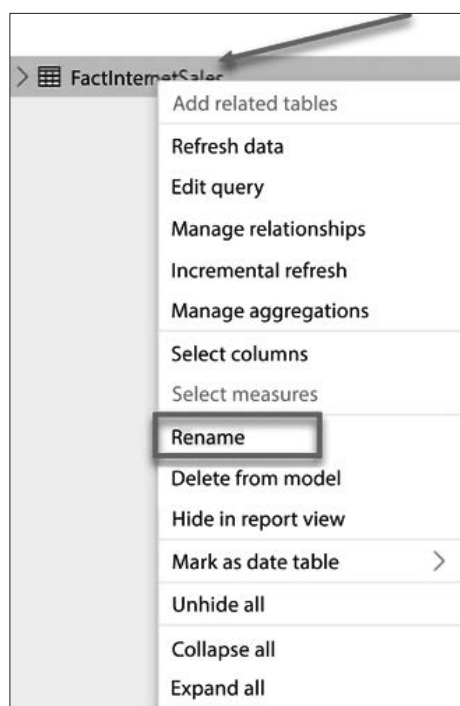 FactInternetSales
Add related tables
Refresh data
Edit query
Manage relationships
Incremental refresh
Manage aggregations
Select columns
Select measures
Rename
Delete from model
Hide in report view
Mark as date table
Unhide all
Collapse all
Expand all